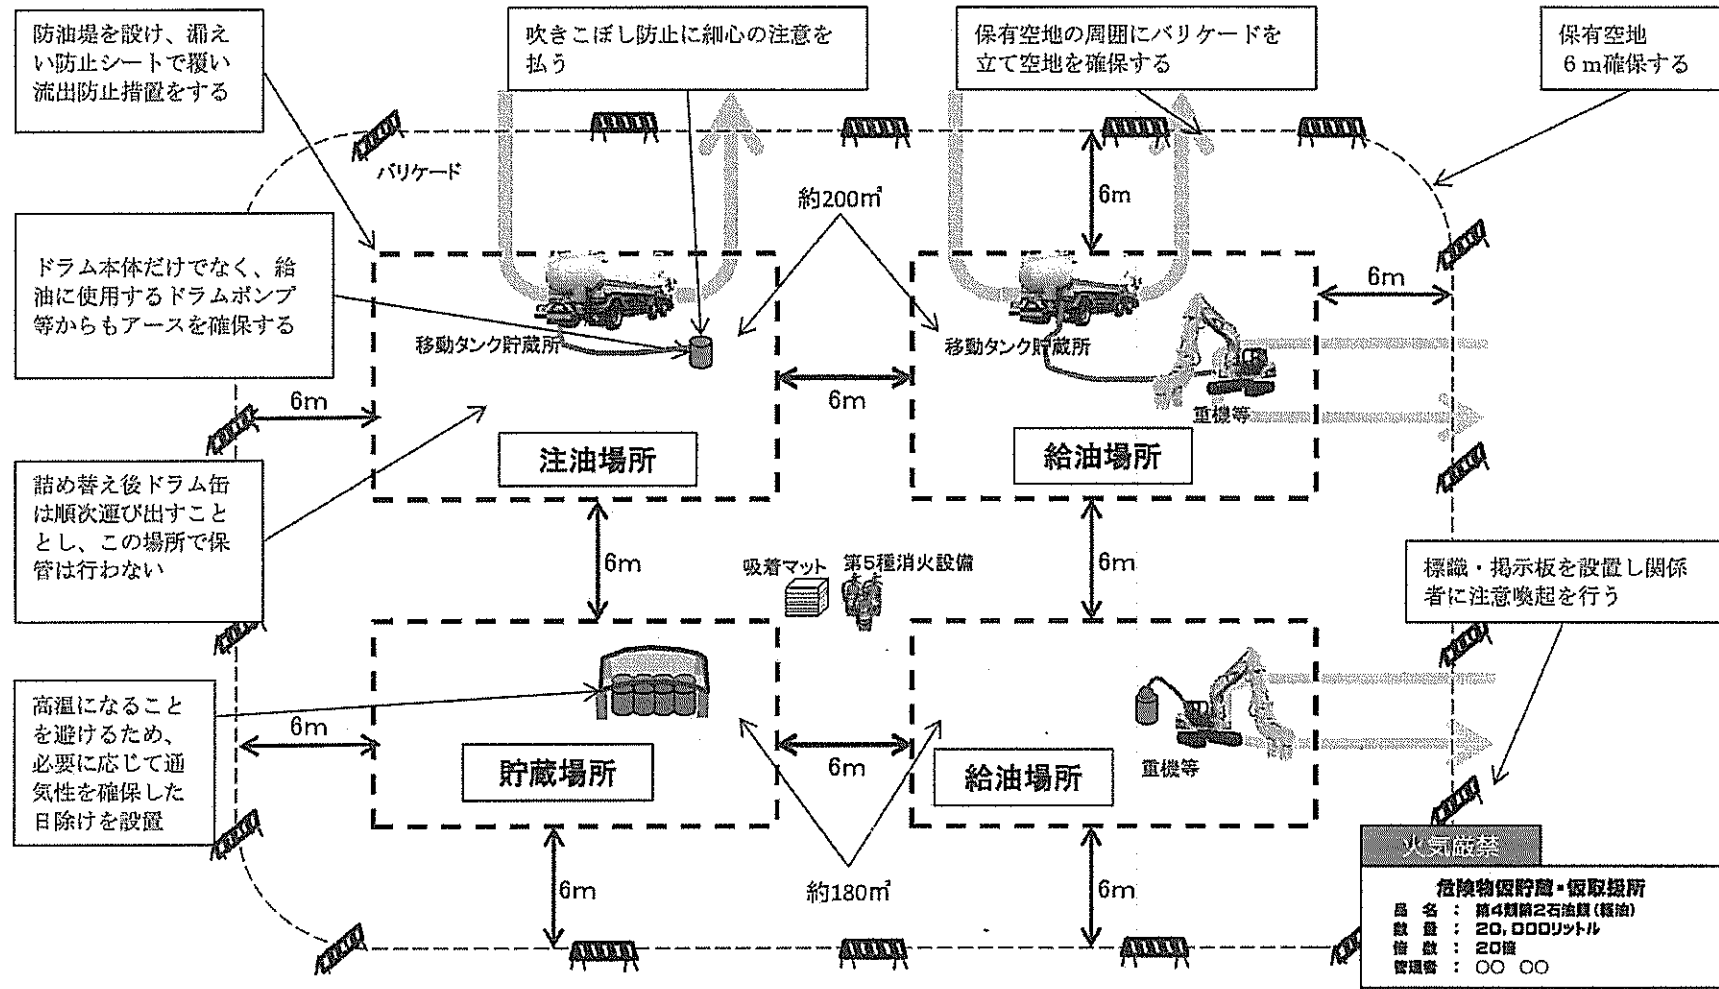 防油堤を設け、漏え
い防止シートで覆い
流出防止措置をする
吹きこぼし防止に細心の注意を
払う
保有空地の周囲にバリケードを
立て空地を確保する
保有空地
６ｍ確保する
バリケード
約200㎡
6m
ドラム本体だけでなく、給
油に使用するドラムポンプ
等からもアースを確保する
6m
移動タンク貯蔵所
移動タンク貯蔵所
6m
6m
重機等
注油場所
給油場所
詰め替え後ドラム缶
は順次運び出すこと
とし、この場所で保
管は行わない
6m
吸着マット
第5種消火設備
6m
標識・掲示板を設置し関係
者に注意喚起を行う
高温になること
を避けるため、
必要に応じて通
気性を確保した
日除けを設置
6m
貯蔵場所
6m
給油場所
重機等
6m
約180㎡
6m
火気厳禁
危険物仮貯蔵・仮取扱所
品　名　：　第4類第2石油類（軽油）
数　量　：　20,000リットル
倍　数　：　20倍
管理者　：　〇〇　〇〇